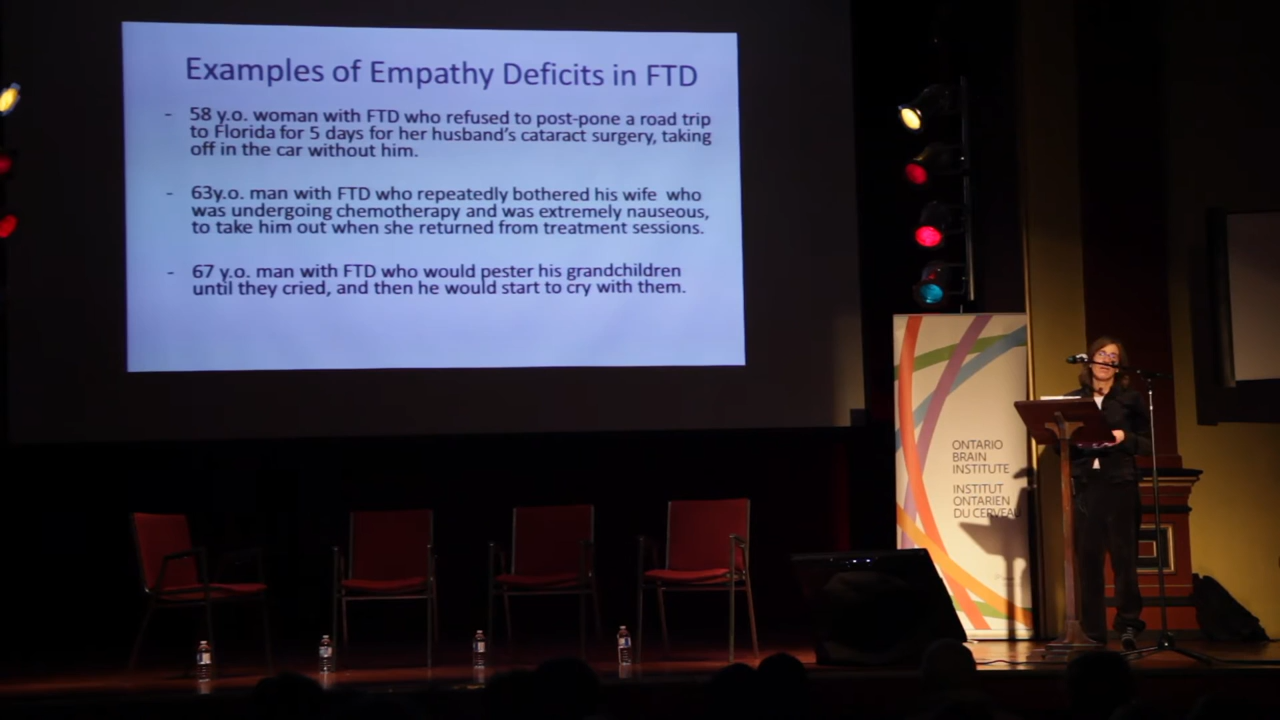 Examples of Empathy Deficits in FTD
- 58 y.o. woman with FTD who refused to post-pone a road trip
to Florida for 5 days for her husband's cataract surgery, taking
off in the car without him.
- 63y.o. man with FTD who repeatedly bothered his wife who
was undergoing chemotherapy and was extremely nauseous,
to take him out when she returned from treatment sessions.
- 67 y.o. man with FTD who would pester his grandchildren
until they cried, and then he would start to cry with them.
ONTARIO
BRAIN
INSTITUTE
INSTITUT
ONTARIEN
DU CERVEAU